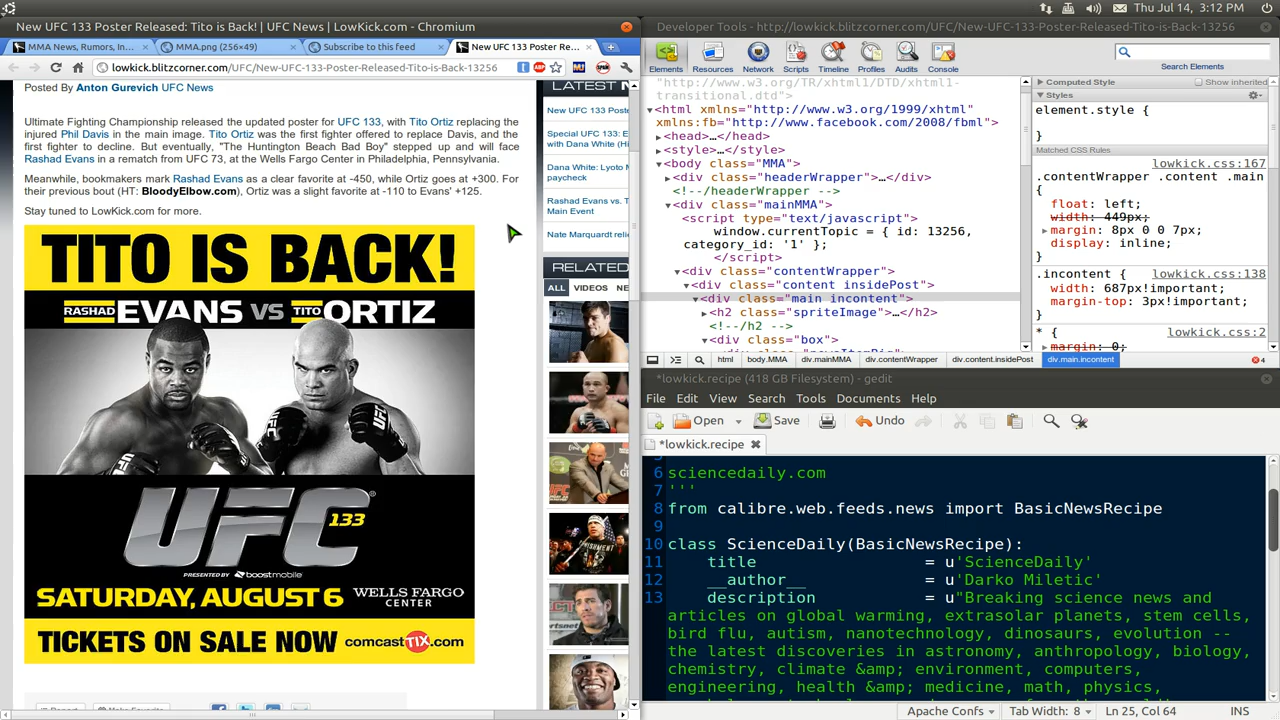 Thu Jul 14, 3:12 PM
New UFC 133 Poster Released: Tito is Back! | UFC News | LowKick.com - Chromium
MMA News, Rumors, In...
MMA.png (256×49)
Subscribe to this feed
New UFC 133 Poster Re...
lowkick.blitzcorner.com/UFC/New-UFC-133-Poster-Released-Tito-is-Back-13256
Posted By Anton Gurevich UFC News
Ultimate Fighting Championship released the updated poster for UFC 133, with Tito Ortiz replacing the
injured Phil Davis in the main image. Tito Ortiz was the first fighter offered to replace Davis, and the
first fighter to decline. But eventually, "The Huntington Beach Bad Boy" stepped up and will face
Rashad Evans in a rematch from UFC 73, at the Wells Fargo Center in Philadelphia, Pennsylvania.
Meanwhile, bookmakers mark Rashad Evans as a clear favorite at -450, while Ortiz goes at +300. For
their previous bout (HT: BloodyElbow.com), Ortiz was a slight favorite at -110 to Evans' +125.
Stay tuned to LowKick.com for more.
TITO IS BACK!
RASHAD EVANS VS TITO ORTIZ
UFC
UFC 133
PRESENTED BY boostmobile
SATURDAY, AUGUST 6 WELLS FARGO CENTER
TICKETS ON SALE NOW comcastTIX.com
LATEST N
New UFC 133 Poste
Special UFC 133: E
with Dana White (H
Dana White: Lyoto M
paycheck
Rashad Evans vs. T
Main Event
Nate Marquardt rele
RELATED
ALL VIDEOS NE
Developer Tools - http://lowkick.blitzcorner.com/UFC/New-UFC-133-Poster-Released-Tito-is-Back-13256
Elements Resources Network Scripts Timeline Profiles Audits Console
Search Elements
"http://www.w3.org/TR/xhtml1/DTD/xhtml1-
transitional.dtd">
<html xmlns="http://www.w3.org/1999/xhtml"
xmlns:fb="http://www.facebook.com/2008/fbml">
<head>…</head>
<style>…</style>
<body class="MMA">
<div class="headerWrapper">…</div>
<!--/headerWrapper -->
<div class="mainMMA">
<script type="text/javascript">
window.currentTopic = { id: 13256,
category_id: '1' };
</script>
<div class="contentWrapper">
<div class="content insidePost">
<div class="main incontent">
<h2 class="spriteImage">…</h2>
<!--/h2 -->
<div class="box">
html body.MMA div.mainMMA div.contentWrapper div.content.insidePost div.main.incontent
4
Computed Style Show inherited
Styles
element.style {
}
Matched CSS Rules
lowkick.css:167
.contentWrapper .content .main
{
float: left;
width: 449px;
margin: 8px 0 0 7px;
display: inline;
}
.incontent { lowkick.css:138
width: 687px!important;
margin-top: 3px!important;
}
* { lowkick.css:2
margin: 0;
*lowkick.recipe (418 GB Filesystem) - gedit
File Edit View Search Tools Documents Help
Open Save Undo
*lowkick.recipe
6 sciencedaily.com
7 '''
8 from calibre.web.feeds.news import BasicNewsRecipe
9
10 class ScienceDaily(BasicNewsRecipe):
11 title = u'ScienceDaily'
12 __author__ = u'Darko Miletic'
13 description = u"Breaking science news and
articles on global warming, extrasolar planets, stem cells,
bird flu, autism, nanotechnology, dinosaurs, evolution --
the latest discoveries in astronomy, anthropology, biology,
chemistry, climate &amp; environment, computers,
engineering, health &amp; medicine, math, physics,
Apache Conf Tab Width: 8 Ln 25, Col 64 INS